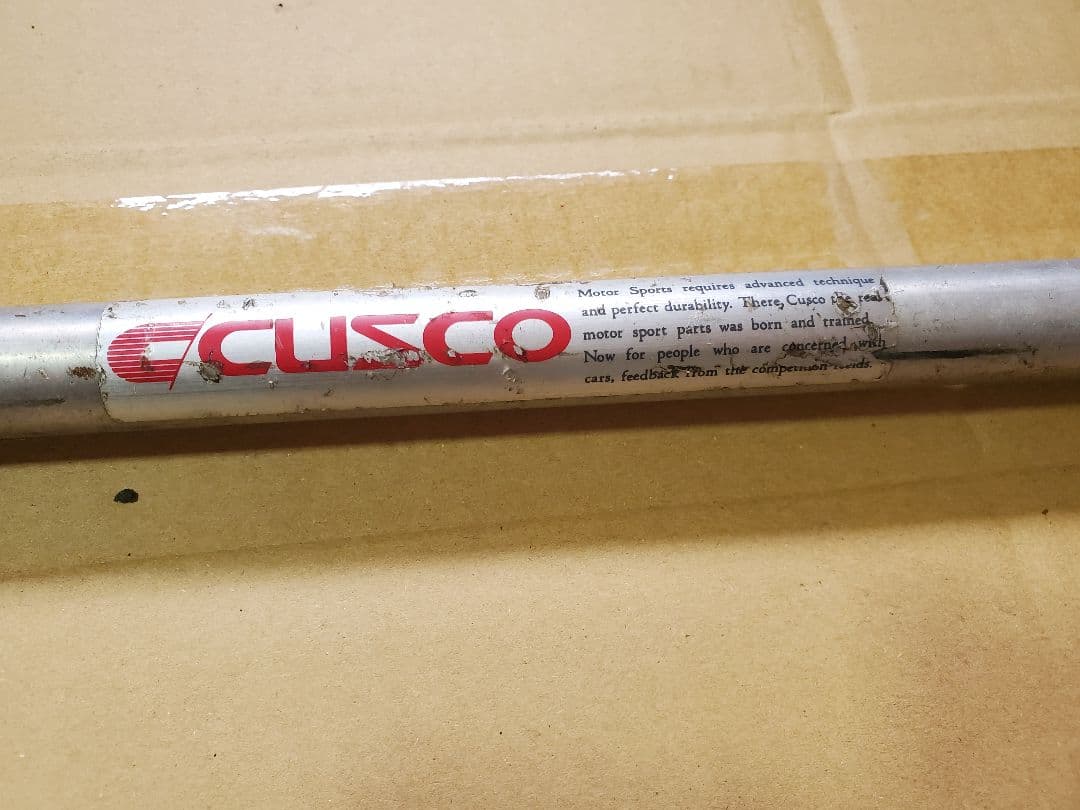 CUSCO
Motor Sports requires advanced technique
and perfect durability. There, Cusco the real
motor sport parts was born and trained.
Now for people who are concerned with
cars, feedback from the competition